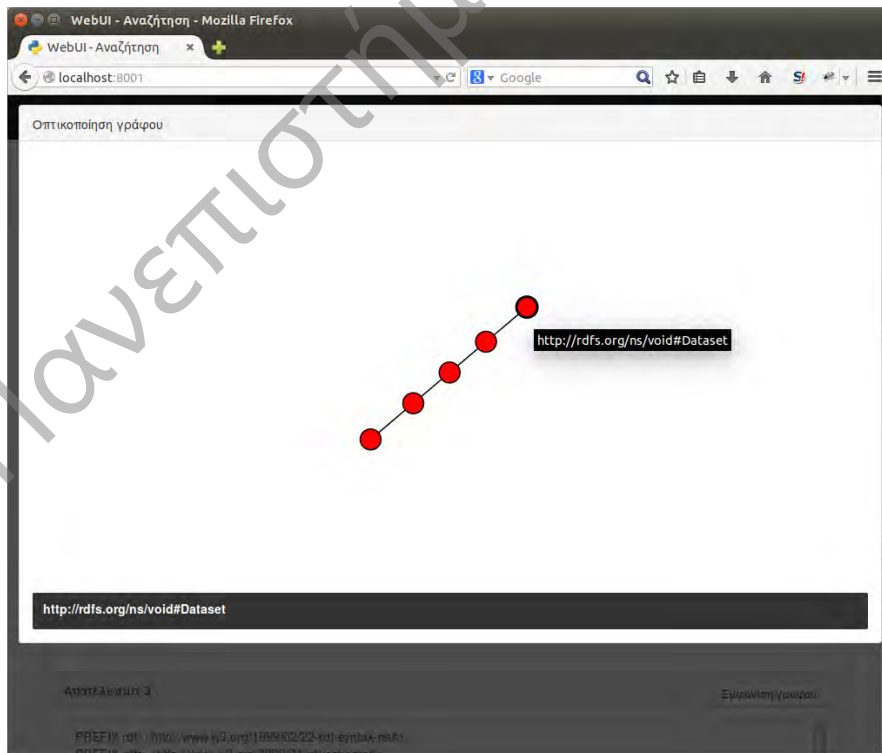 WebUI - Αναζήτηση - Mozilla Firefox
WebUI - Αναζήτηση ×
localhost:8001 Google
Οπτικοποίηση γράφου
http://rdfs.org/ns/void#Dataset
http://rdfs.org/ns/void#Dataset
Αποτέλεσμα 3
Εμφάνιση γράφου
PREFIX rdf: http://www.w3.org/1999/02/22-rdf-syntax-ns#
Πανεπιστήμ